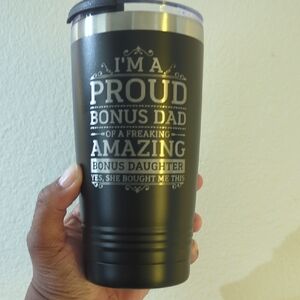 I'M A
PROUD
BONUS DAD
OF A FREAKING
AMAZING
BONUS DAUGHTER
YES, SHE BOUGHT ME THIS